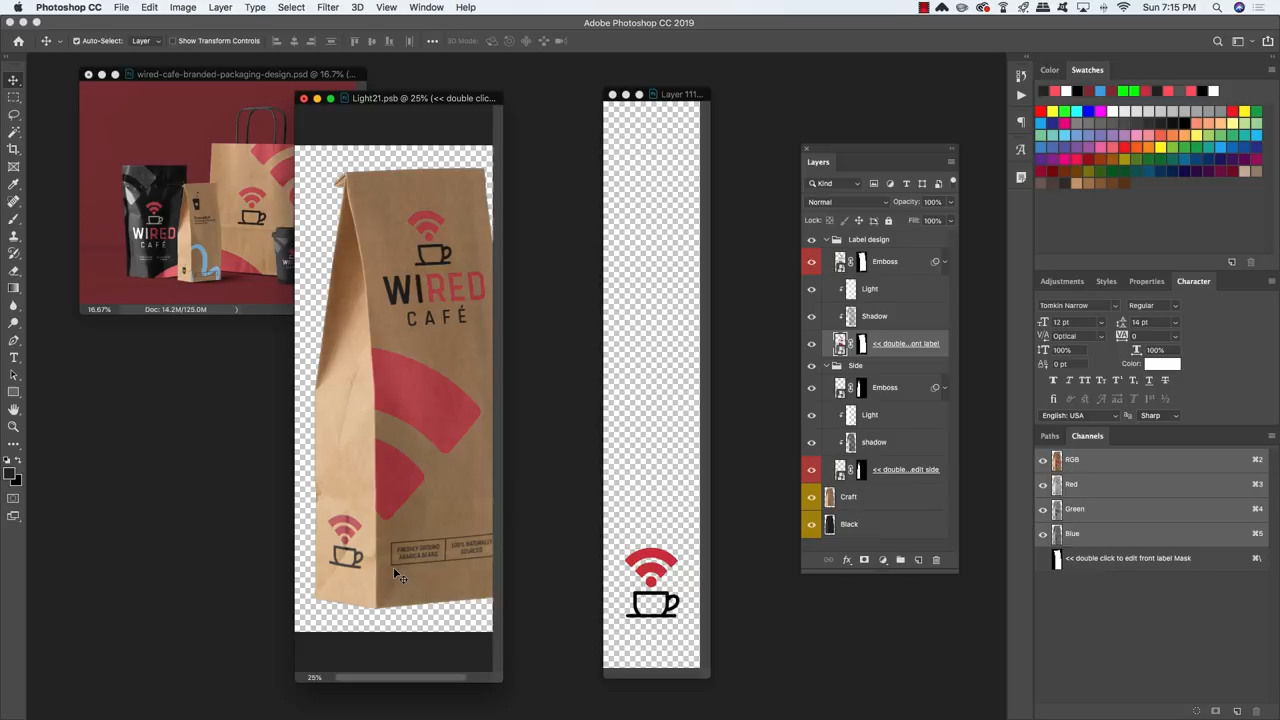 Photoshop CC File Edit Image Layer Type Select Filter 3D View Window Help Sun 7:15 PM
Adobe Photoshop CC 2019
Auto-Select: Layer Show Transform Controls 3D Mode:
wired-cafe-branded-packaging-design.psd @ 16.7% (...
Light21.psb @ 25% (<< double clic...
Layer 111...
WIRED
CAFÉ
16.67% Doc: 14.2M/125.0M
WIRED
CAFÉ
FRESHLY GROUND
ARABICA BEANS
100% NATURALLY
SOURCED
25%
Layers
Kind
Normal Opacity: 100%
Lock: Fill: 100%
Label design
Emboss
Light
Shadow
<< double...ont label
Side
Emboss
Light
shadow
<< double...edit side
Craft
Black
fx
Color Swatches
Adjustments Styles Properties Character
Tomkin Narrow Regular
12 pt 14 pt
Optical 0
100% 100%
0 pt Color:
English: USA Sharp
Paths Channels
RGB ⌘2
Red ⌘3
Green ⌘4
Blue ⌘5
<< double click to edit front label Mask ⌘\